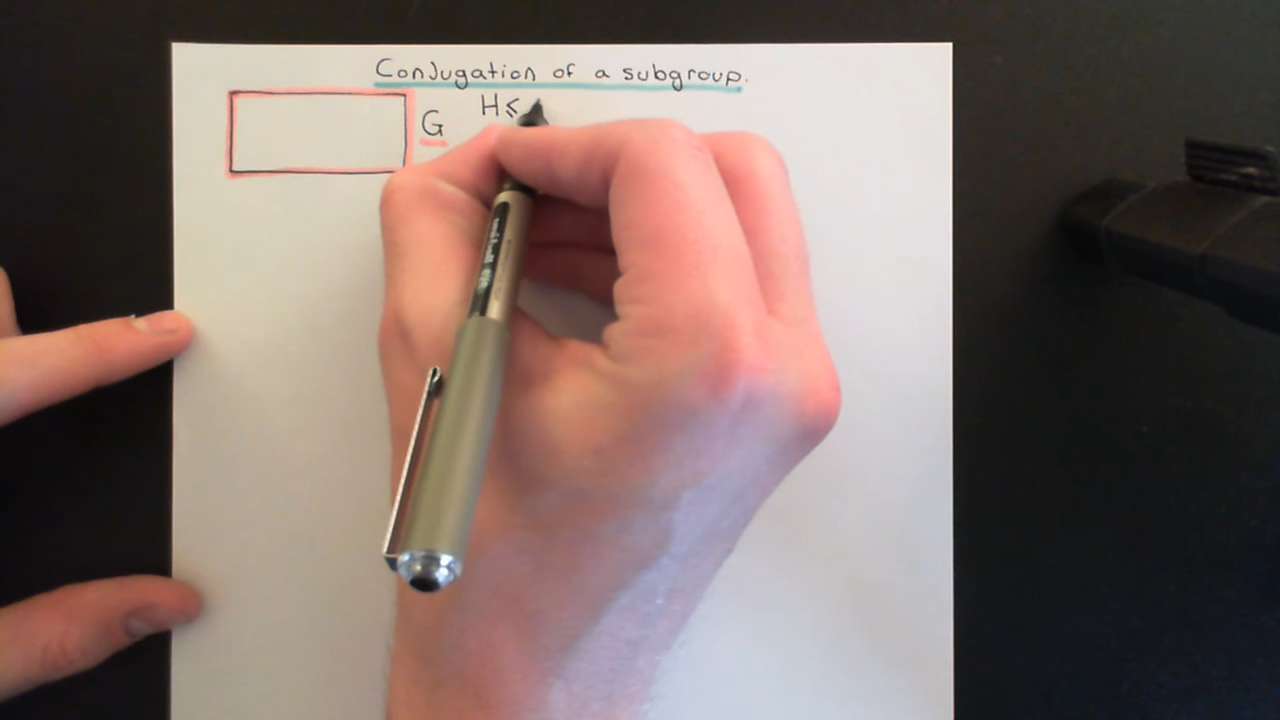 Conjugation of a subgroup.
G H ≤